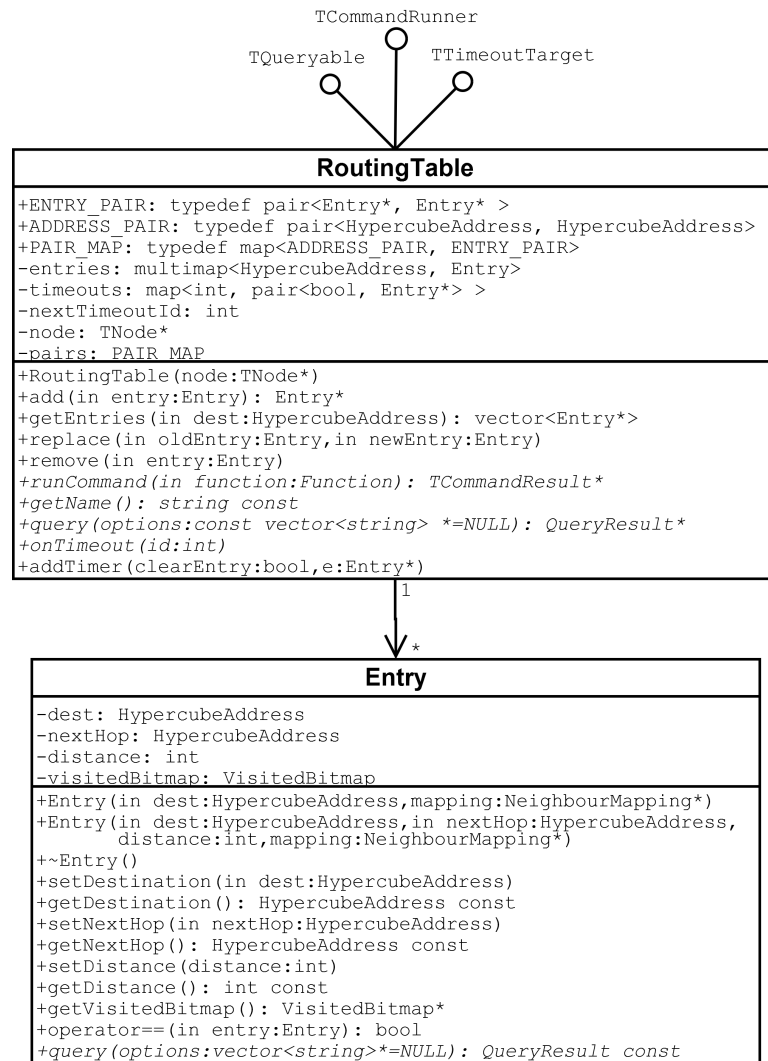 TCommandRunner
TQueryable
TTimeoutTarget
RoutingTable
+ENTRY_PAIR: typedef pair<Entry*, Entry* >
+ADDRESS_PAIR: typedef pair<HypercubeAddress, HypercubeAddress>
+PAIR_MAP: typedef map<ADDRESS_PAIR, ENTRY_PAIR>
-entries: multimap<HypercubeAddress, Entry>
-timeouts: map<int, pair<bool, Entry*> >
-nextTimeoutId: int
-node: TNode*
-pairs: PAIR_MAP
+RoutingTable(node:TNode*)
+add(in entry:Entry): Entry*
+getEntries(in dest:HypercubeAddress): vector<Entry*>
+replace(in oldEntry:Entry,in newEntry:Entry)
+remove(in entry:Entry)
+runCommand(in function:Function): TCommandResult*
+getName(): string const
+query(options:const vector<string> *=NULL): QueryResult*
+onTimeout(id:int)
+addTimer(clearEntry:bool,e:Entry*)
1
*
Entry
-dest: HypercubeAddress
-nextHop: HypercubeAddress
-distance: int
-visitedBitmap: VisitedBitmap
+Entry(in dest:HypercubeAddress,mapping:NeighbourMapping*)
+Entry(in dest:HypercubeAddress,in nextHop:HypercubeAddress,
distance:int,mapping:NeighbourMapping*)
+~Entry()
+setDestination(in dest:HypercubeAddress)
+getDestination(): HypercubeAddress const
+setNextHop(in nextHop:HypercubeAddress)
+getNextHop(): HypercubeAddress const
+setDistance(distance:int)
+getDistance(): int const
+getVisitedBitmap(): VisitedBitmap*
+operator==(in entry:Entry): bool
+query(options:vector<string>*=NULL): QueryResult const